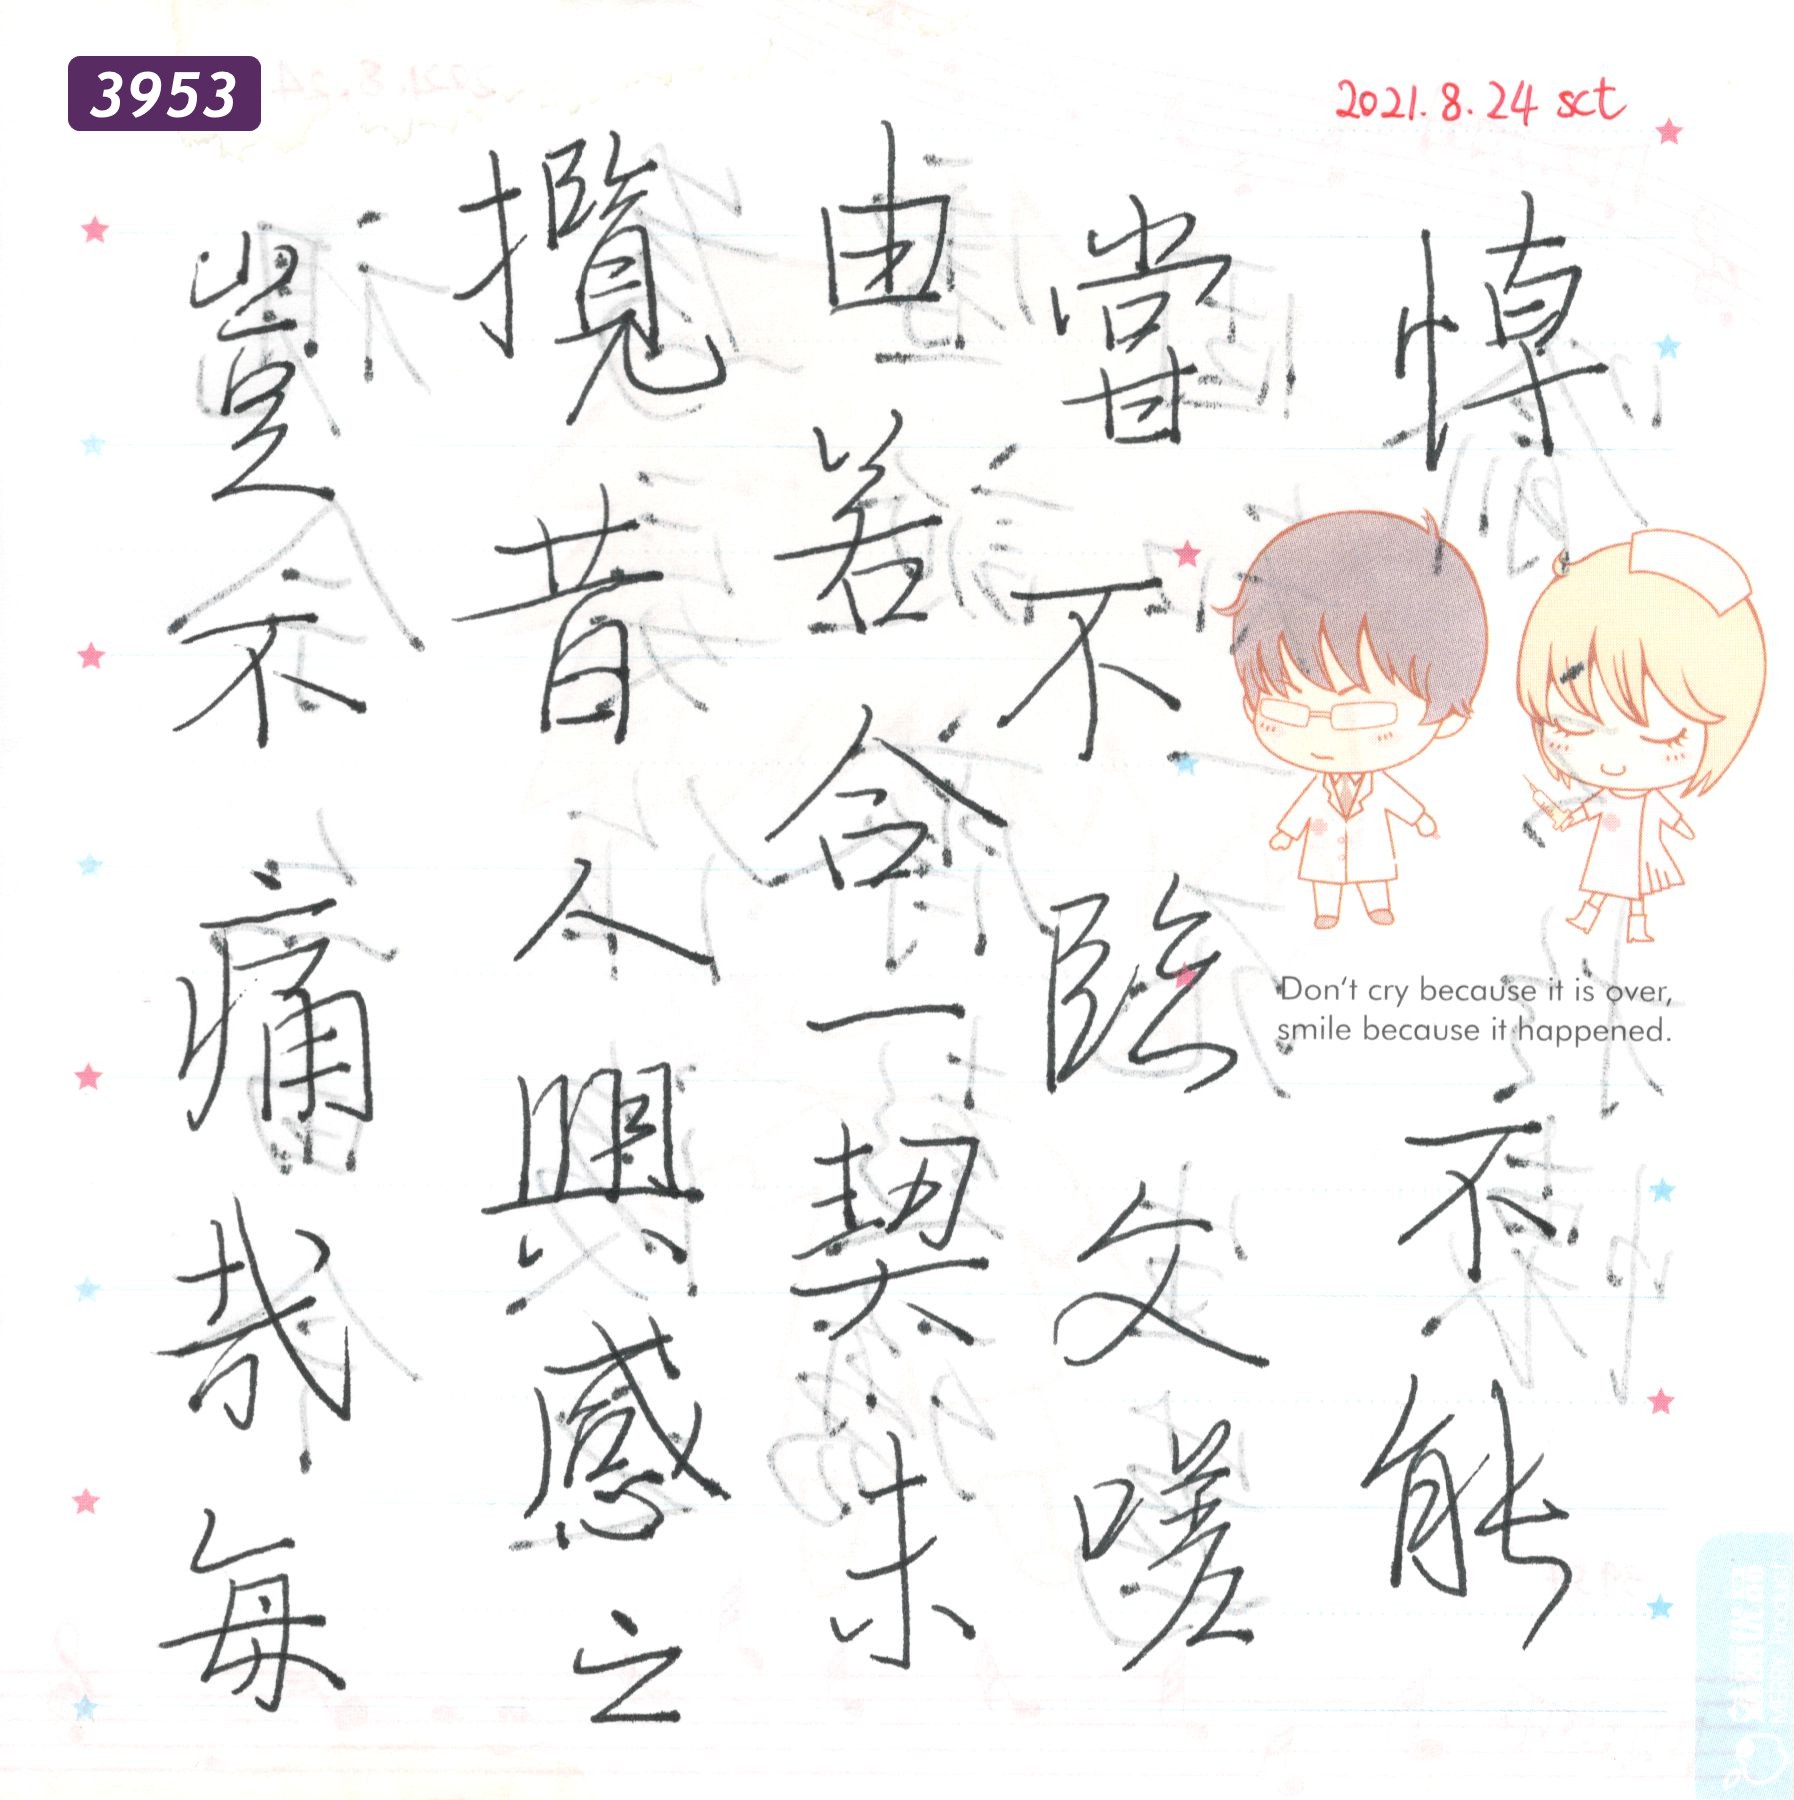 3953
2021.8.24 sct
豈不痛哉每
攬昔人興感之
由若合一契未
甞不臨文嗟
悼不能
Don't cry because it is over,
smile because it happened.